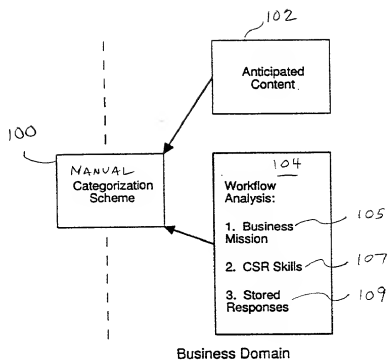 102
Anticipated
Content
100
MANUAL
Categorization
Scheme
104
Workflow
Analysis:
1. Business
Mission
105
2. CSR Skills
107
3. Stored
Responses
109
Business Domain